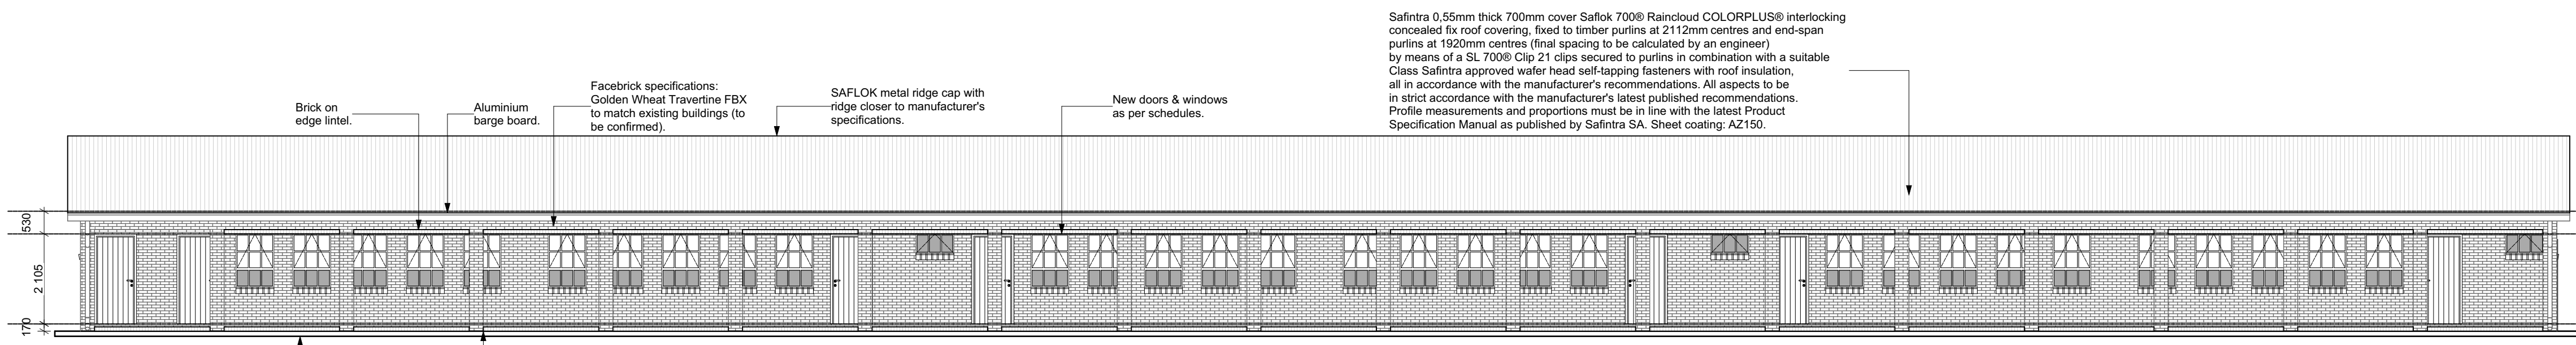 Safintra 0,55mm thick 700mm cover Saflok 700® Raincloud COLORPLUS® interlocking
concealed fix roof covering, fixed to timber purlins at 2112mm centres and end-span
purlins at 1920mm centres (final spacing to be calculated by an engineer)
by means of a SL 700® Clip 21 clips secured to purlins in combination with a suitable
Class Safintra approved wafer head self-tapping fasteners with roof insulation,
all in accordance with the manufacturer's recommendations. All aspects to be
in strict accordance with the manufacturer's latest published recommendations.
Profile measurements and proportions must be in line with the latest Product
Specification Manual as published by Safintra SA. Sheet coating: AZ150.
Brick on
edge lintel.
Aluminium
barge board.
Facebrick specifications:
Golden Wheat Travertine FBX
to match existing buildings (to
be confirmed).
SAFLOK metal ridge cap with
ridge closer to manufacturer's
specifications.
New doors & windows
as per schedules.
530
2 105
170